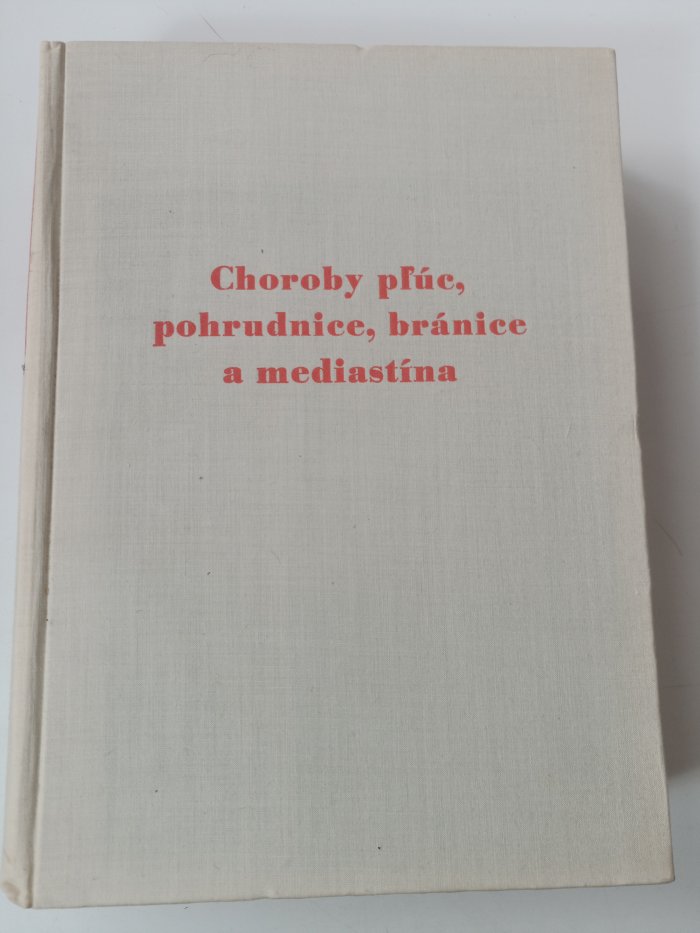 Choroby pľúc,
pohrudnice, bránice
a mediastína